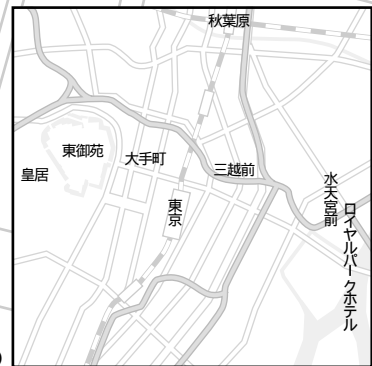 秋葉原
東御苑
大手町
三越前
皇居
東京
水天宮前
ロイヤルパークホテル